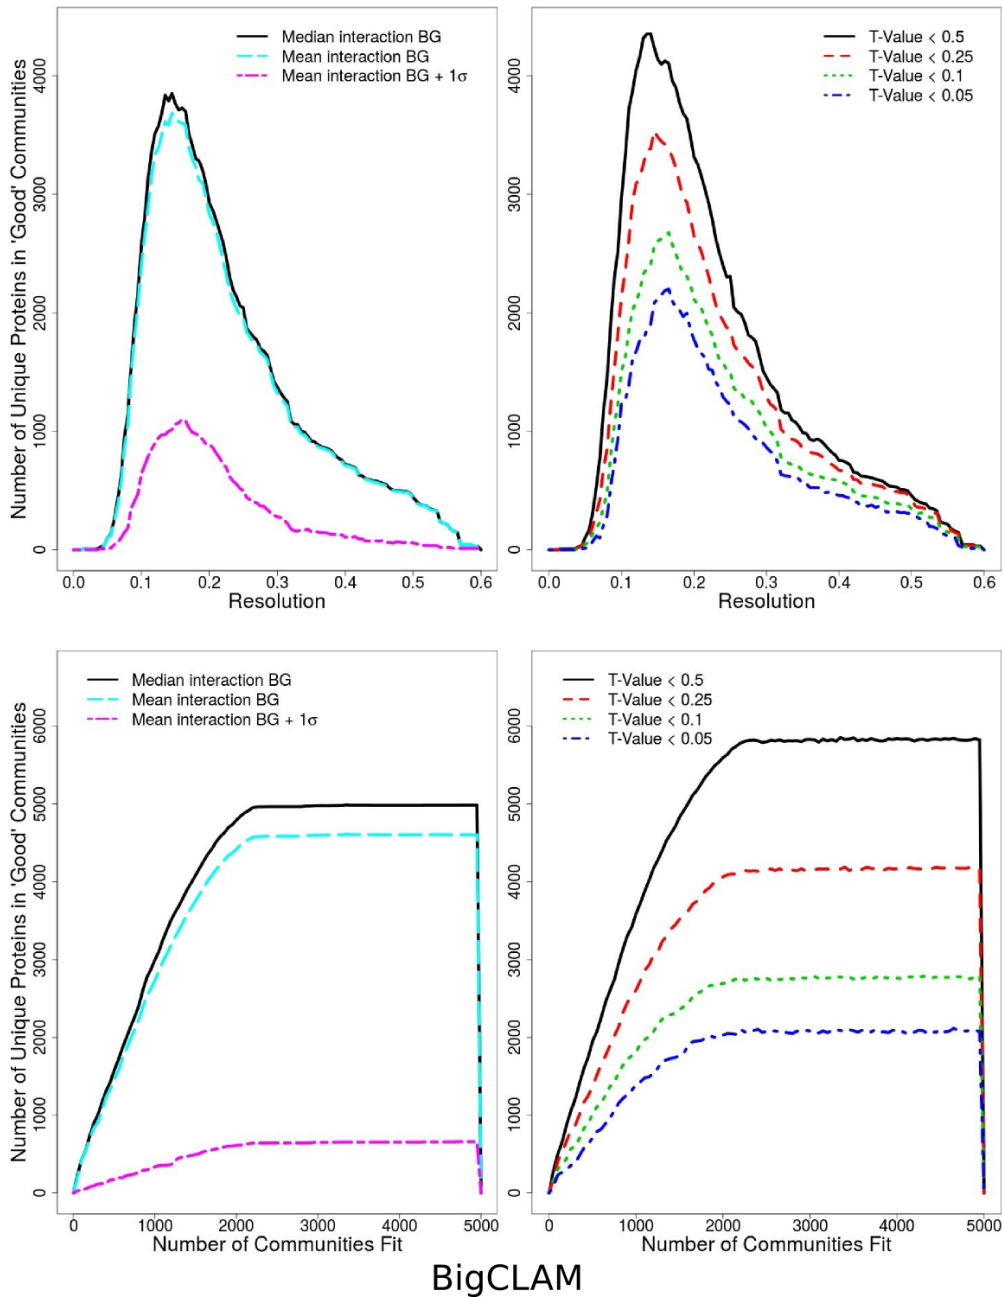 Median interaction BG
Mean interaction BG
Mean interaction BG + 1σ
Number of Unique Proteins in 'Good' Communities
4000
3000
2000
1000
0
0.0 0.1 0.2 0.3 0.4 0.5 0.6
Resolution
T-Value < 0.5
T-Value < 0.25
T-Value < 0.1
T-Value < 0.05
4000
3000
2000
1000
0
0.0 0.1 0.2 0.3 0.4 0.5 0.6
Resolution
Median interaction BG
Mean interaction BG
Mean interaction BG + 1σ
Number of Unique Proteins in 'Good' Communities
6000
5000
4000
3000
2000
1000
0
0 1000 2000 3000 4000 5000
Number of Communities Fit
T-Value < 0.5
T-Value < 0.25
T-Value < 0.1
T-Value < 0.05
6000
5000
4000
3000
2000
1000
0
0 1000 2000 3000 4000 5000
Number of Communities Fit
BigCLAM